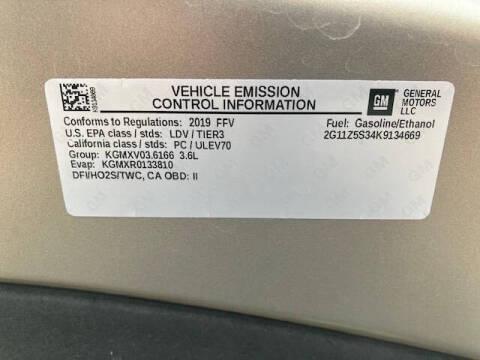 VEHICLE EMISSION
CONTROL INFORMATION
GM
GENERAL
MOTORS
LLC
Conforms to Regulations: 2019 FFV
Fuel: Gasoline/Ethanol
U.S. EPA class / stds: LDV / TIER3
2G11Z5S34K9134669
California class / stds: PC / ULEV70
Group: KGMXV03.6166 3.6L
Evap: KGMXR0133810
DFI/HO2S/TWC, CA OBD: II